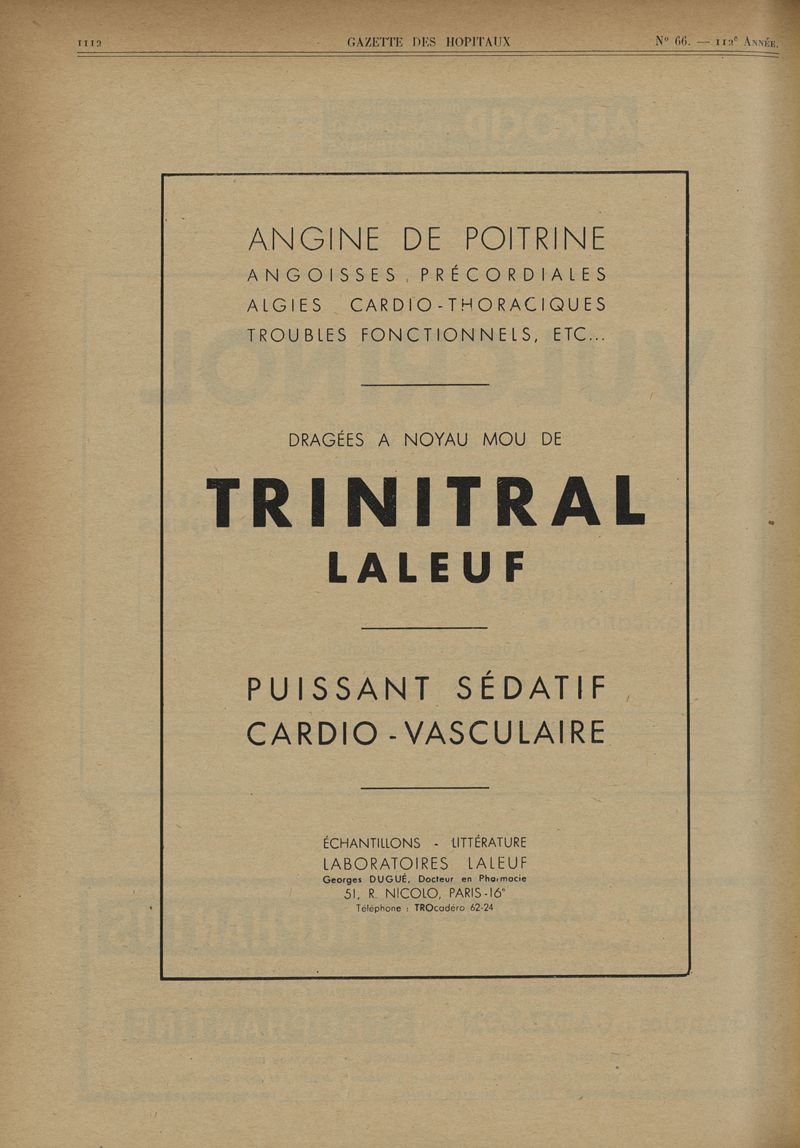 1112
GAZETTE DES HOPITAUX
N° 66. — 112e ANNÉE.
ANGINE DE POITRINE
ANGOISSES PRÉCORDIALES
ALGIES CARDIO-THORACIQUES
TROUBLES FONCTIONNELS, ETC...
DRAGÉES A NOYAU MOU DE
TRINITRAL
LALEUF
PUISSANT SÉDATIF
CARDIO-VASCULAIRE
ÉCHANTILLONS - LITTÉRATURE
LABORATOIRES LALEUF
Georges DUGUÉ, Docteur en Pharmacie
51, R. NICOLO, PARIS-16e
Téléphone : TROcadéro 62-24